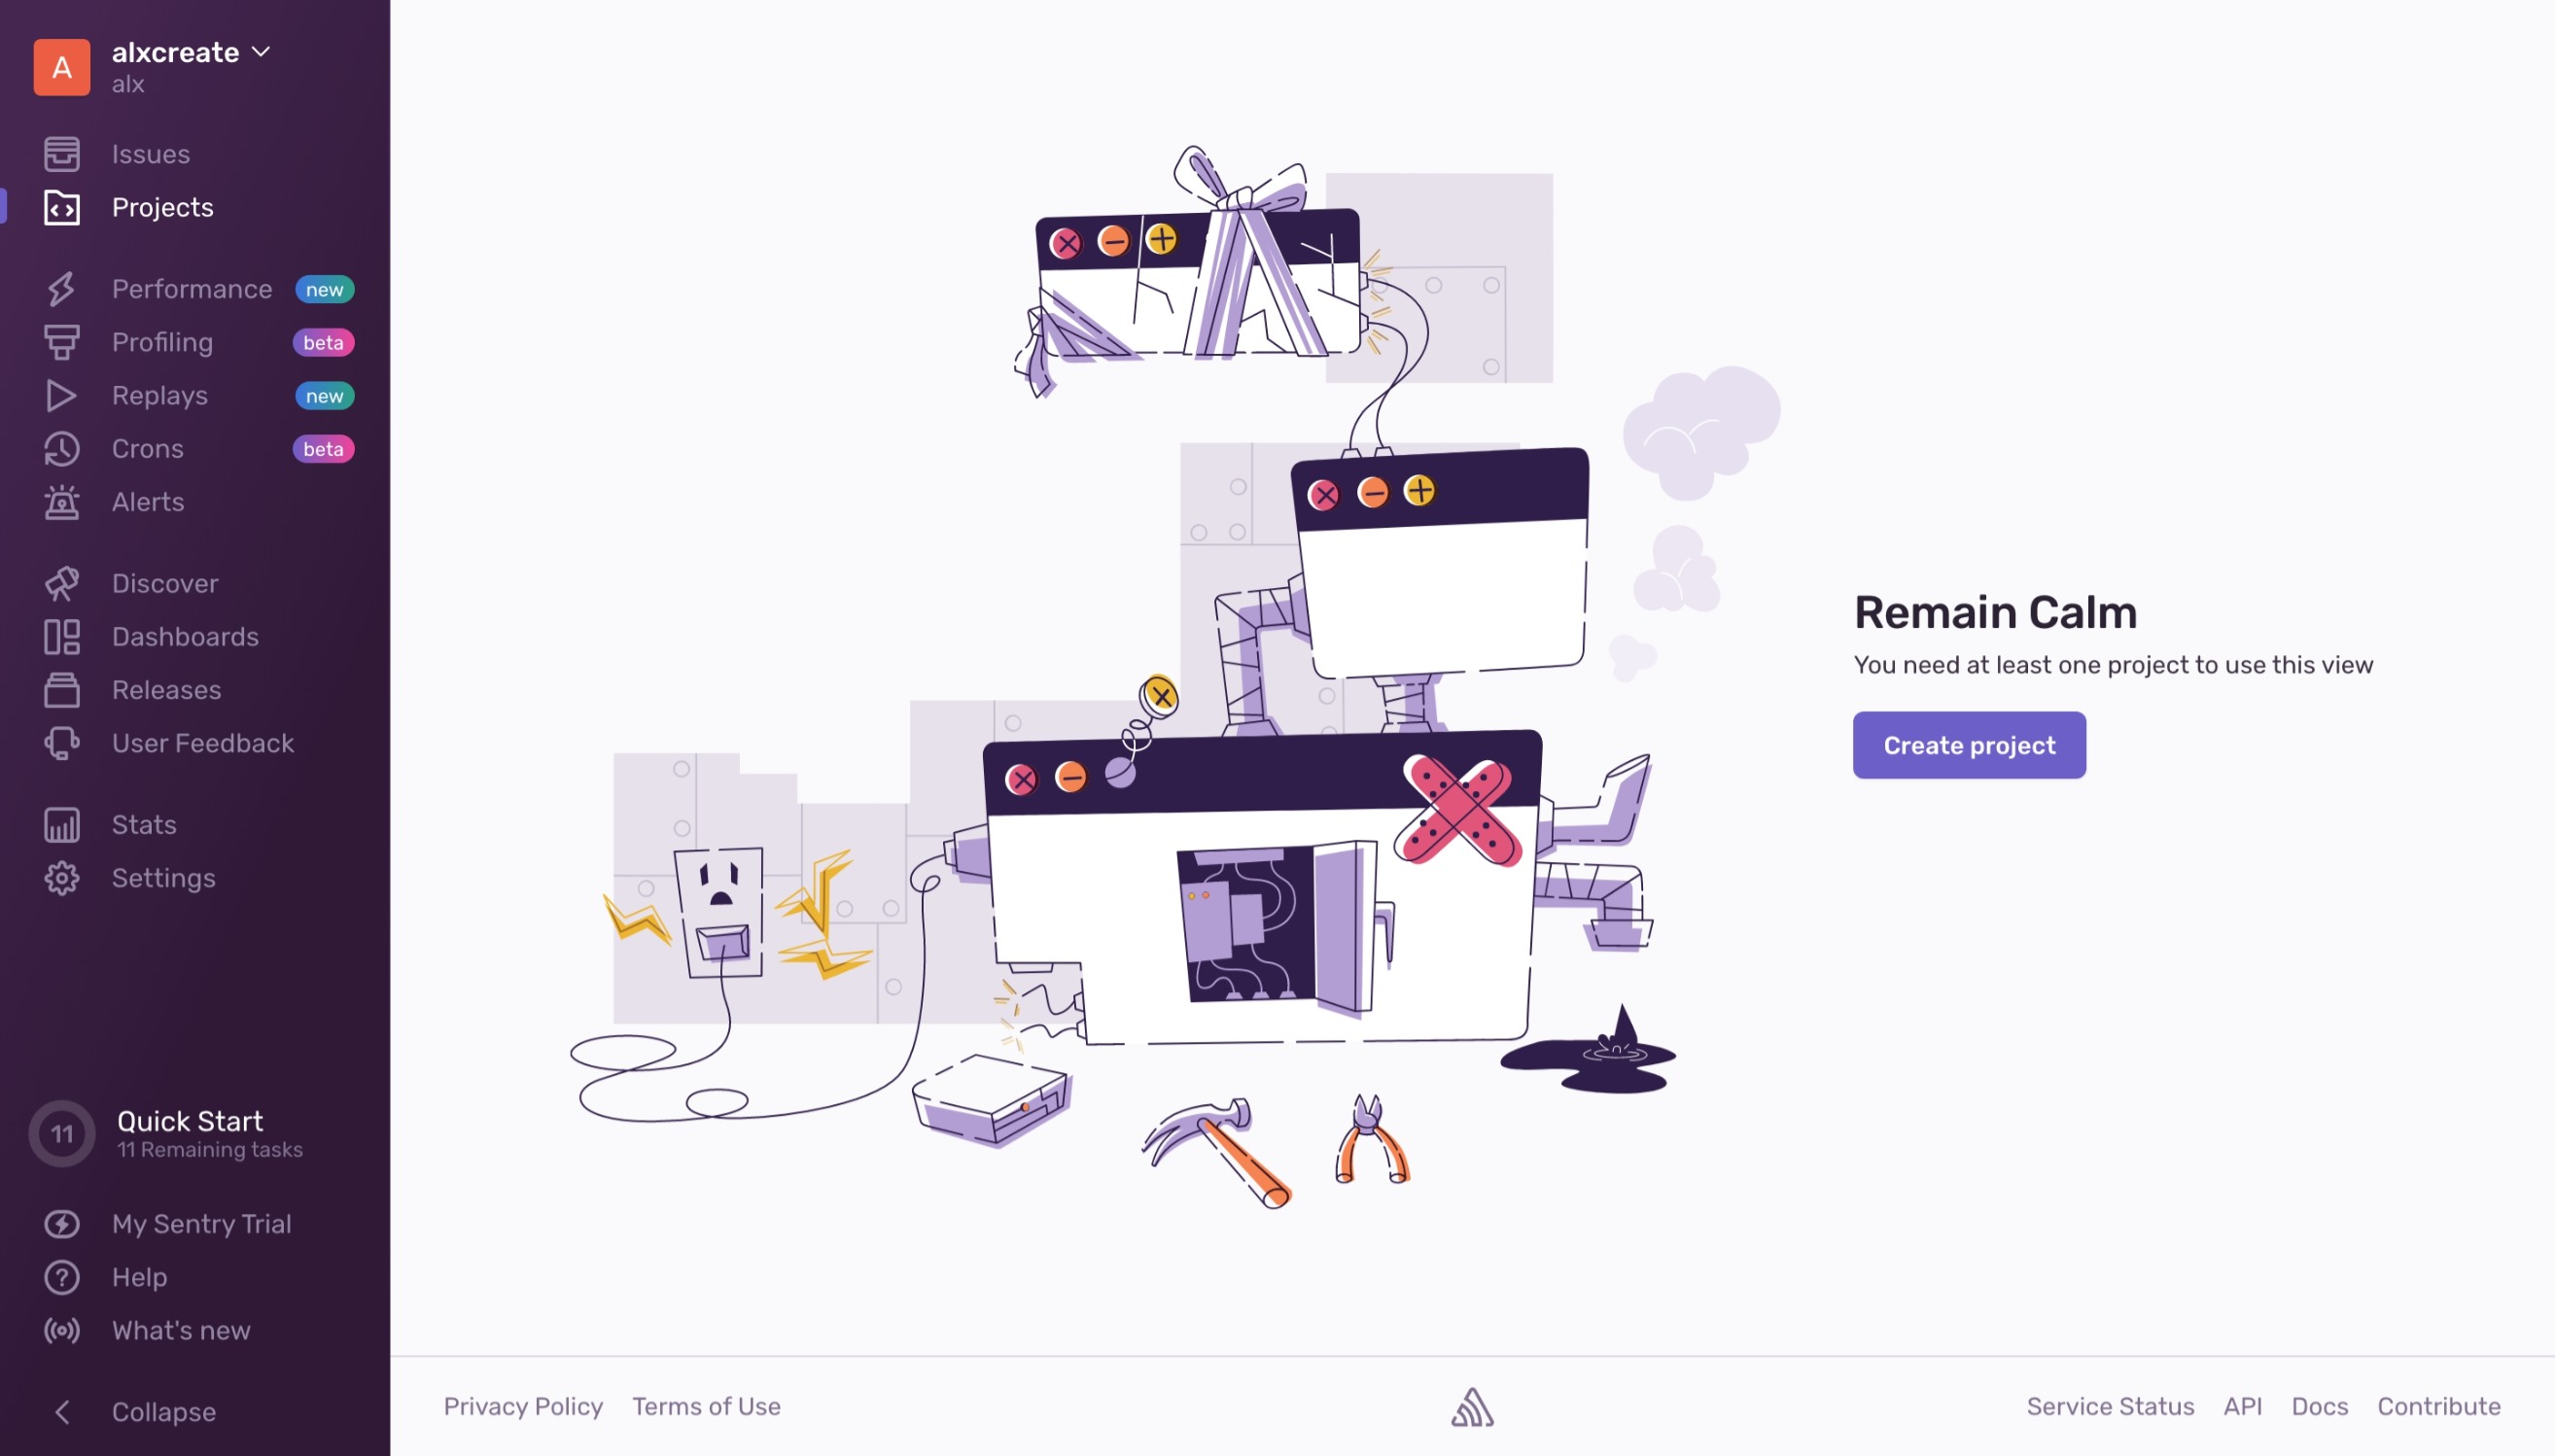 A
alxcreate
alx
Issues
Projects
Performance new
Profiling beta
Replays new
Crons beta
Alerts
Discover
Dashboards
Releases
User Feedback
Stats
Settings
11
Quick Start
11 Remaining tasks
My Sentry Trial
Help
What's new
Collapse
Remain Calm
You need at least one project to use this view
Create project
Privacy Policy Terms of Use
Service Status API Docs Contribute